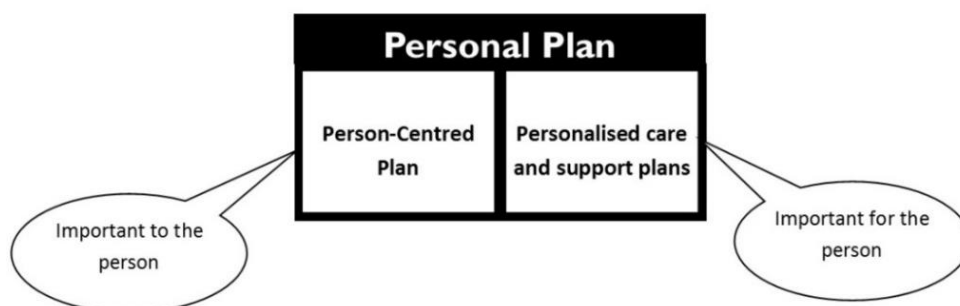 Personal Plan
Person-Centred
Plan
Personalised care
and support plans
Important to the
person
Important for the
person